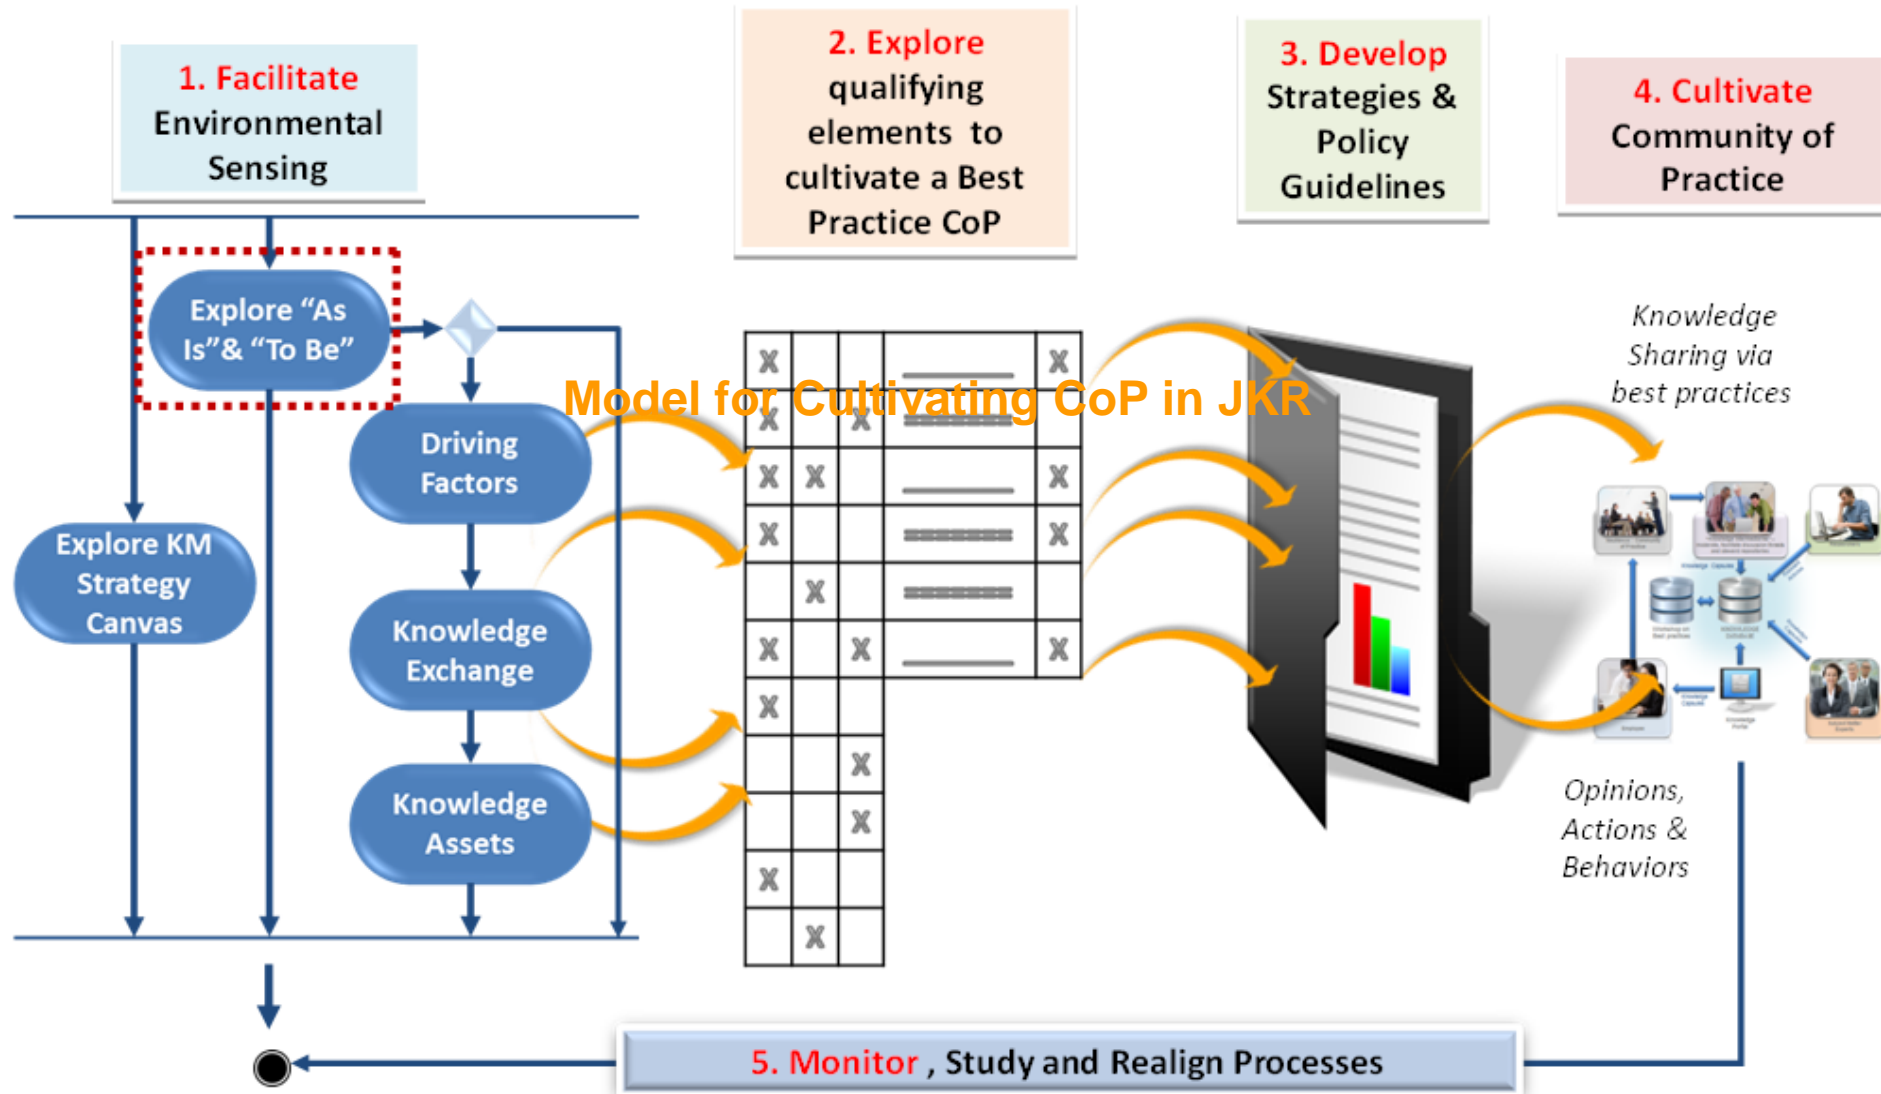 1. Facilitate
Environmental
Sensing
2. Explore
qualifying
elements to
cultivate a Best
Practice CoP
3. Develop
Strategies &
Policy
Guidelines
4. Cultivate
Community of
Practice
Explore “As
Is”& “To Be”
Model for Cultivating CoP in JKR
Driving
Factors
Explore KM
Strategy
Canvas
Knowledge
Exchange
Knowledge
Assets
X X
X X
X X X
X
X
X X X
X
X
X
X
X
Knowledge
Sharing via
best practices
Knowledge
Portal
Opinions,
Actions &
Behaviors
5. Monitor , Study and Realign Processes